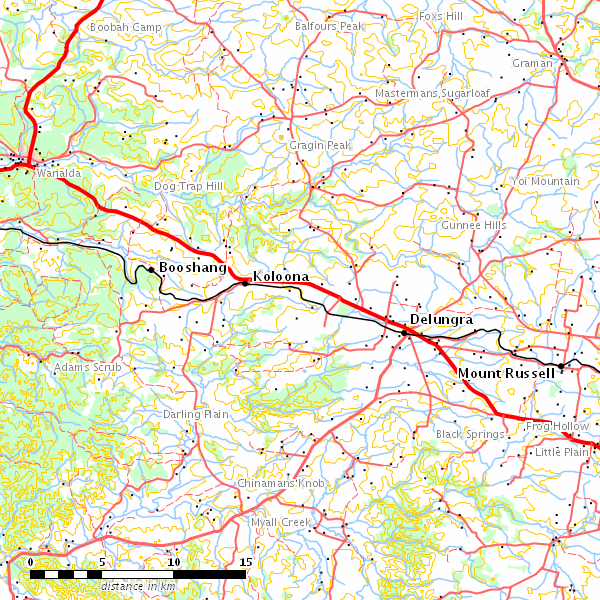 Foxs Hill
Boobah Camp
Balfours Peak
Graman
Mastermans Sugarloaf
Gragin Peak
Warialda
Dog Trap Hill
Yoi Mountain
Gunnee Hills
Booshang
Koloona
Delungra
Adams Scrub
Mount Russell
Darling Plain
Frog Hollow
Black Springs
Little Plain
Chinamans Knob
Myall Creek
0 5 10 15
distance in km